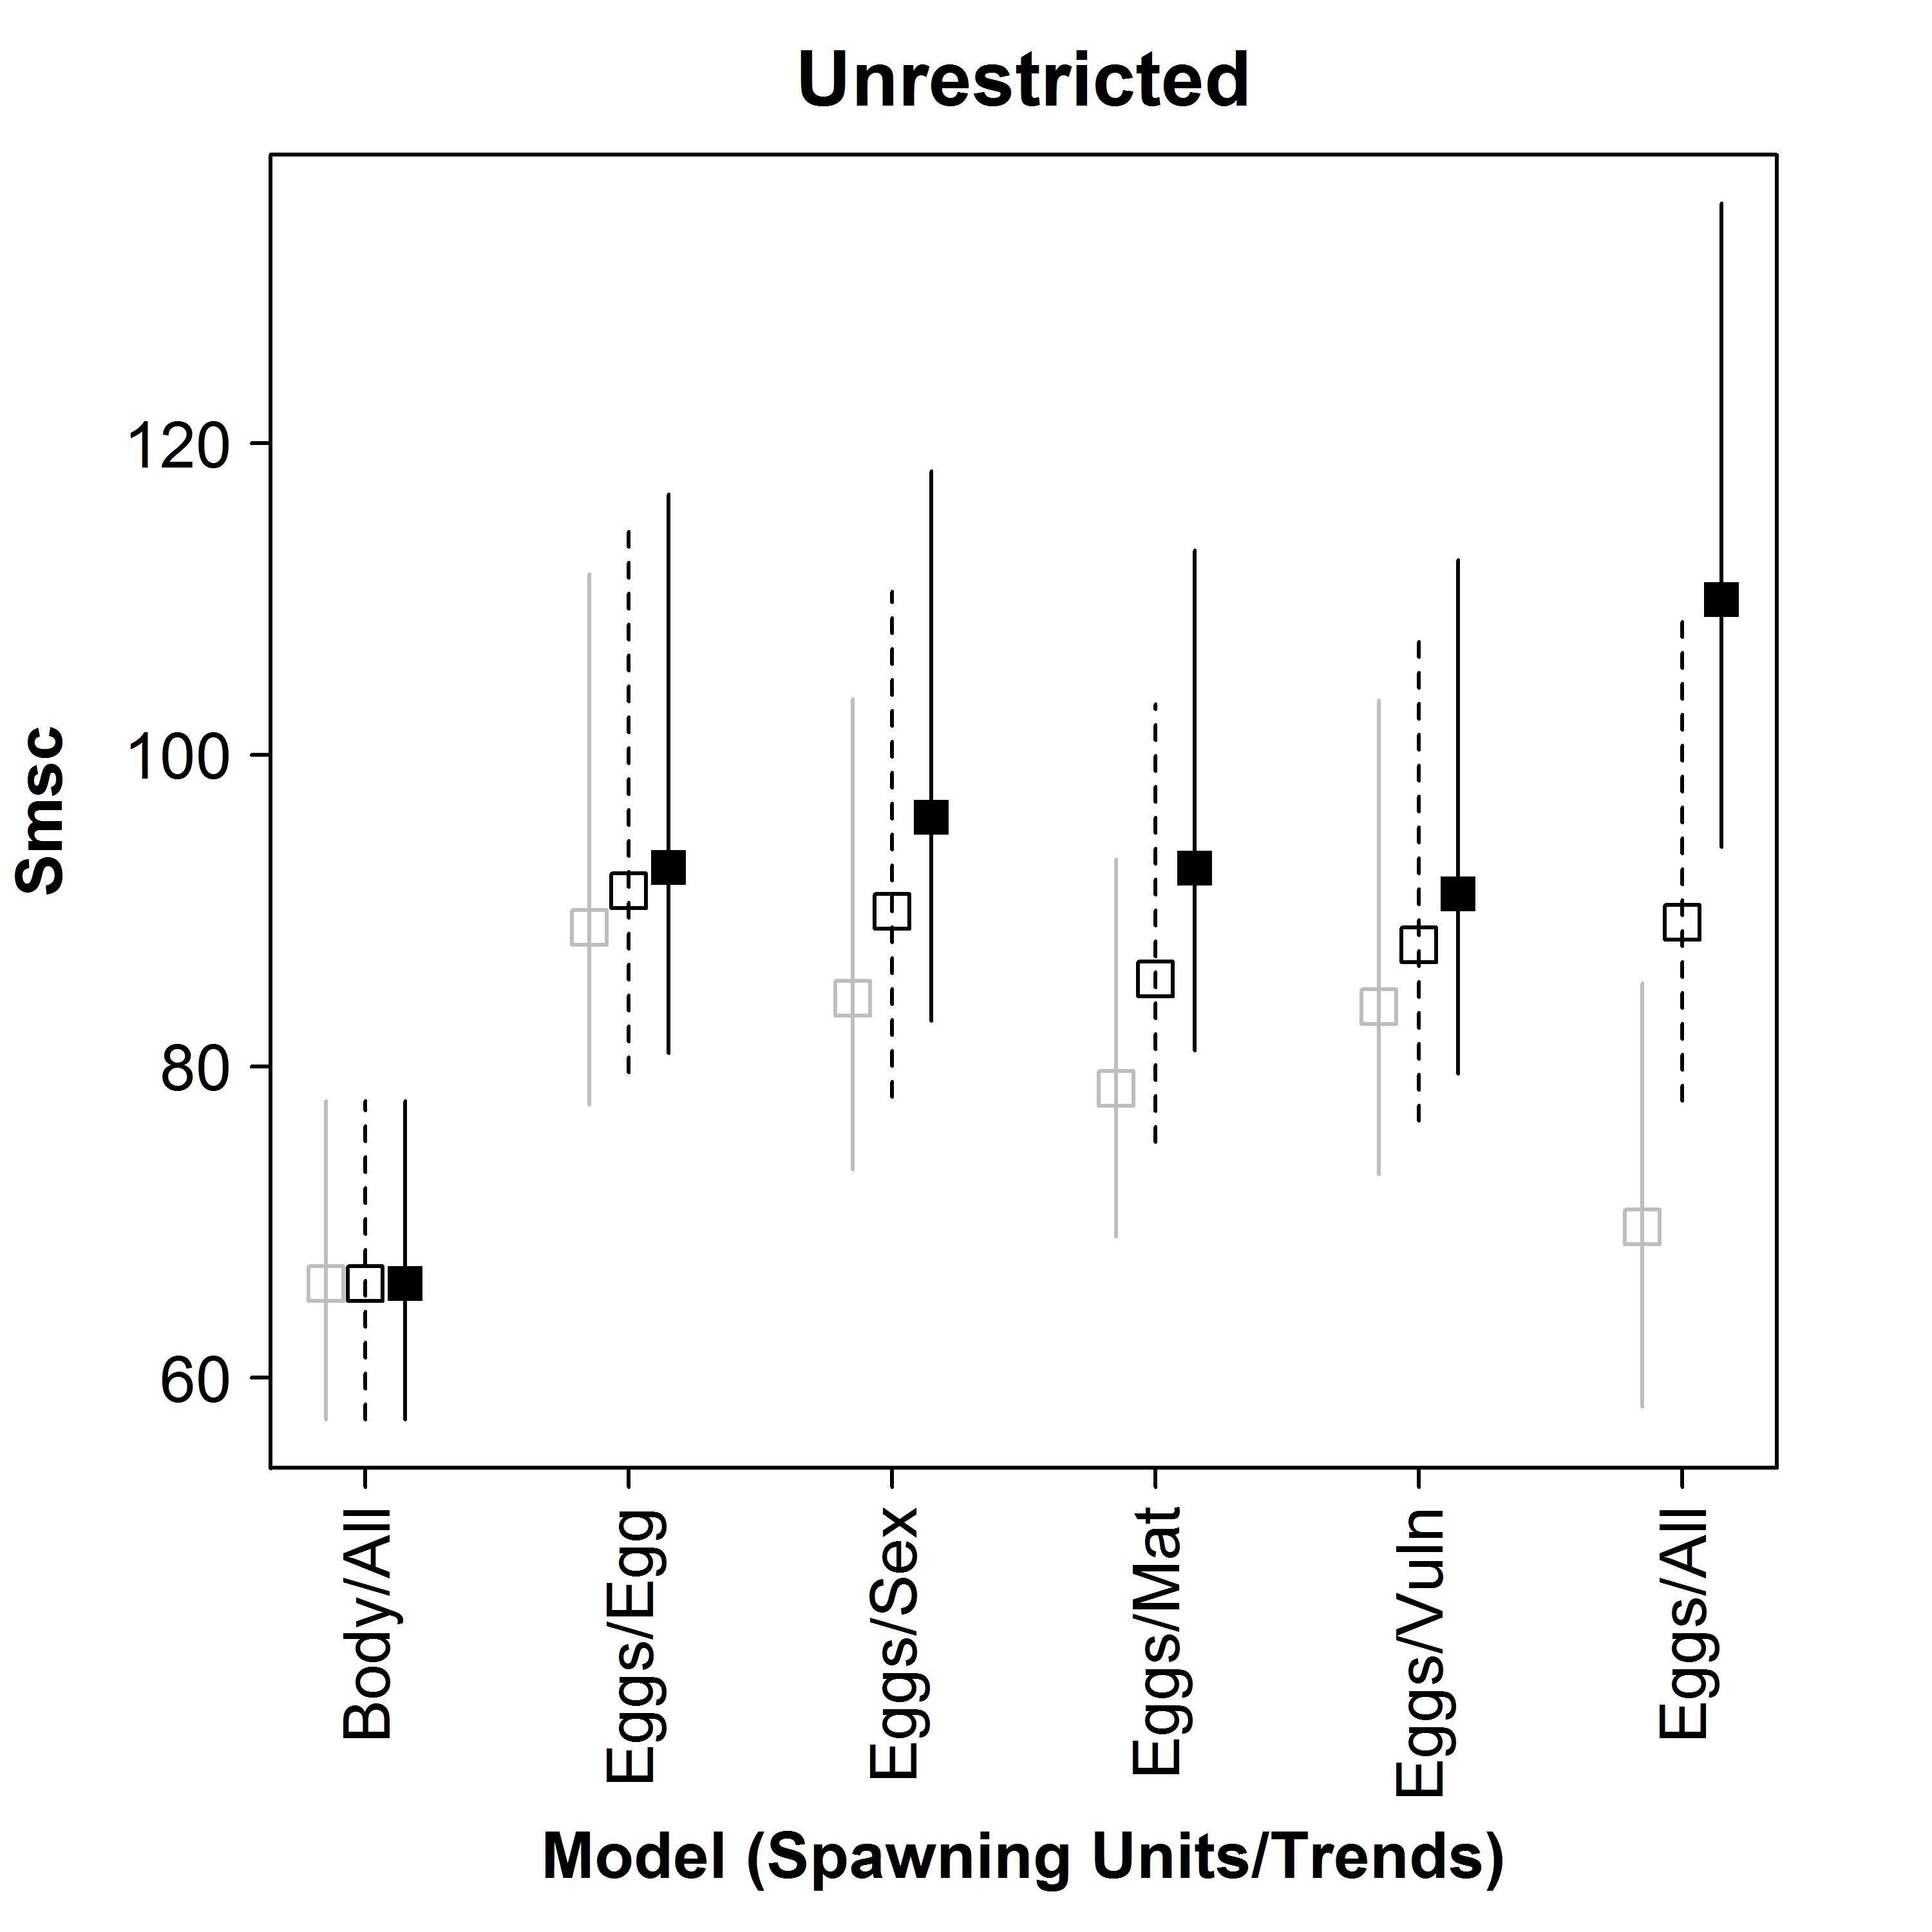 Unrestricted
Smsc
120
100
80
60
Body/All
Eggs/Egg
Eggs/Sex
Eggs/Mat
Eggs/Vuln
Eggs/All
Model (Spawning Units/Trends)